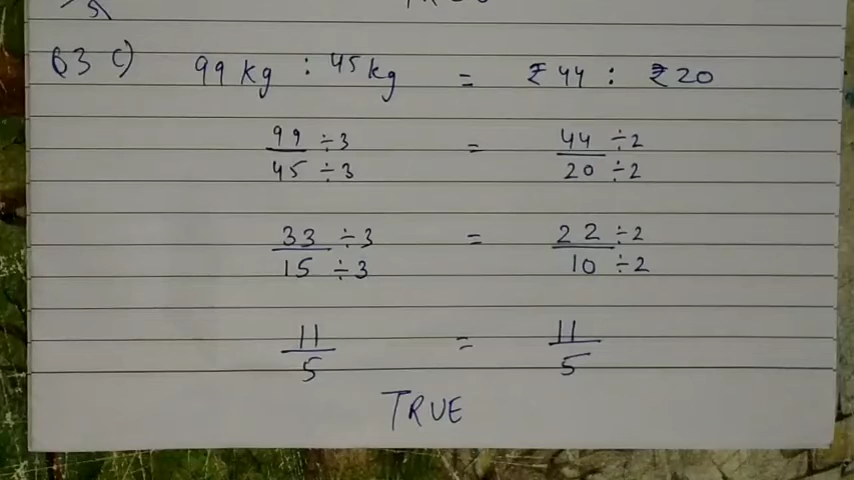 Q3 c) 99 kg : 45 kg = ₹ 44 : ₹ 20
99 ÷3 / 45 ÷3 = 44 ÷2 / 20 ÷2
33 ÷3 / 15 ÷3 = 22 ÷2 / 10 ÷2
11 / 5 = 11 / 5
TRUE